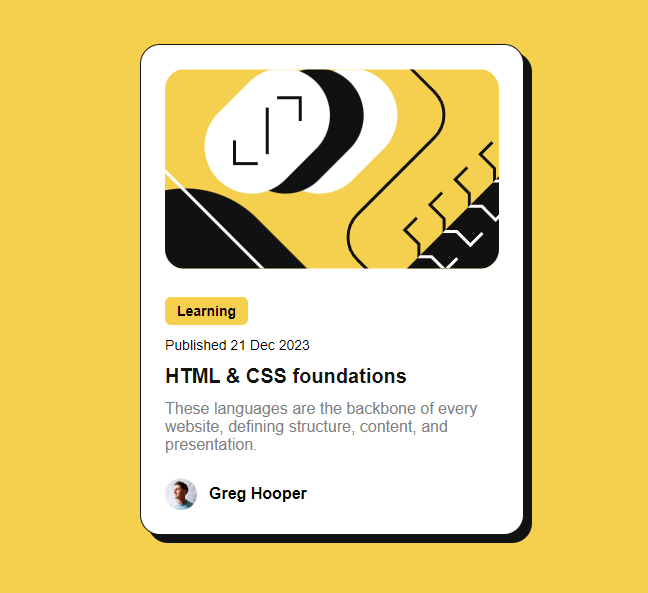 Learning
Published 21 Dec 2023
HTML & CSS foundations
These languages are the backbone of every
website, defining structure, content, and
presentation.
Greg Hooper